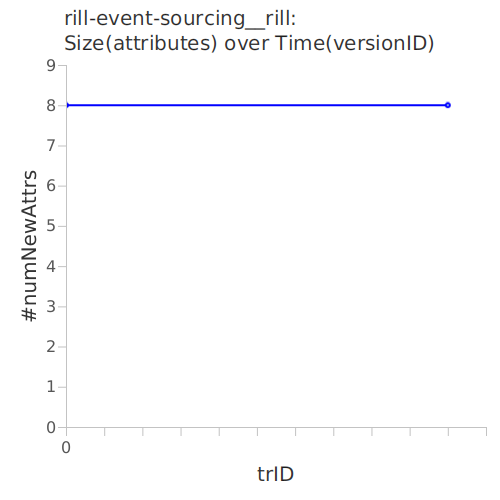 rill-event-sourcing__rill:
Size(attributes) over Time(versionID)
9
8
7
6
5
4
3
2
1
0
#numNewAttrs
0
trID